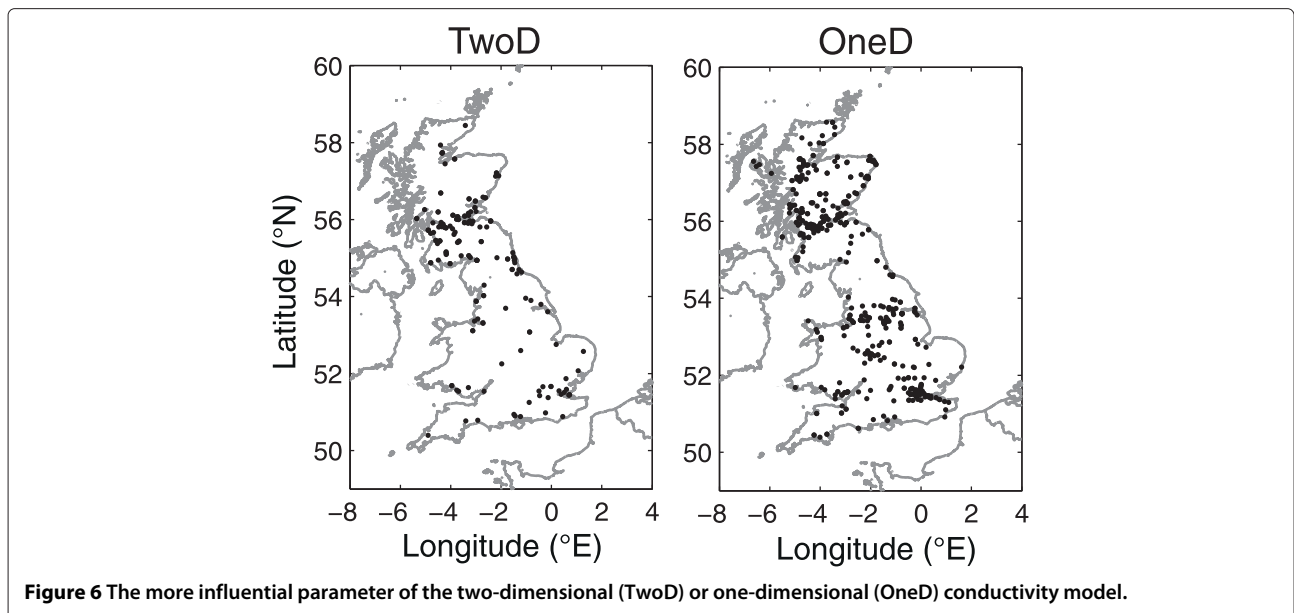 TwoD
OneD
60
58
56
54
52
50
Latitude (°N)
−8 −6 −4 −2 0 2 4
Longitude (°E)
60
58
56
54
52
50
−8 −6 −4 −2 0 2 4
Longitude (°E)
Figure 6 The more influential parameter of the two-dimensional (TwoD) or one-dimensional (OneD) conductivity model.